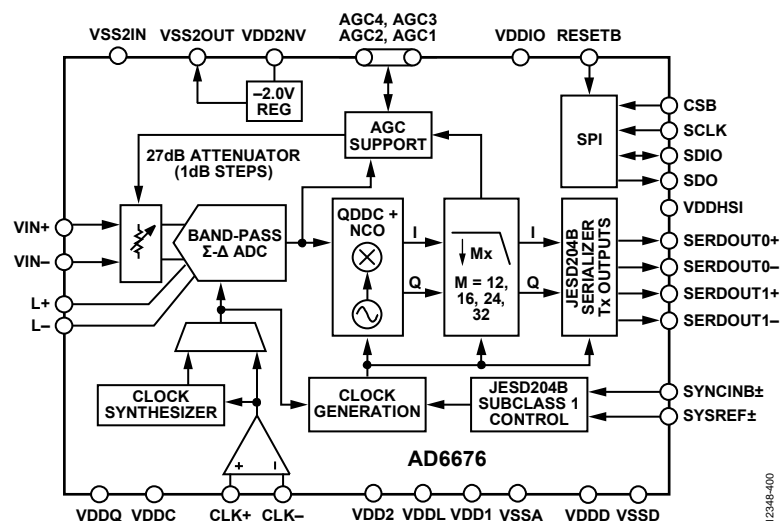 AGC4, AGC3
AGC2, AGC1
VSS2IN
VSS2OUT
VDD2NV
VDDIO
RESETB
–2.0V
REG
AGC
SUPPORT
SPI
CSB
SCLK
SDIO
SDO
27dB ATTENUATOR
(1dB STEPS)
VDDHSI
VIN+
VIN–
L+
L–
BAND-PASS
Σ-Δ ADC
QDDC +
NCO
I
Q
Mx
M = 12,
16, 24,
32
I
Q
JESD204B
SERIALIZER
Tx OUTPUTS
SERDOUT0+
SERDOUT0–
SERDOUT1+
SERDOUT1–
CLOCK
SYNTHESIZER
CLOCK
GENERATION
JESD204B
SUBCLASS 1
CONTROL
SYNCINB±
SYSREF±
+ –
AD6676
VDDQ
VDDC
CLK+
CLK–
VDD2
VDDL
VDD1
VSSA
VDDD
VSSD
12348-400